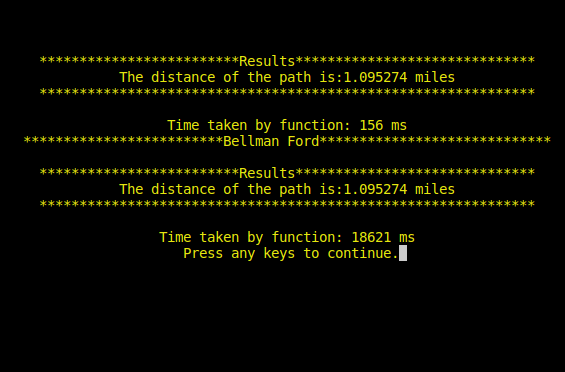 *************************Results******************************
The distance of the path is:1.095274 miles
**************************************************************
Time taken by function: 156 ms
*************************Bellman Ford*****************************
*************************Results******************************
The distance of the path is:1.095274 miles
**************************************************************
Time taken by function: 18621 ms
Press any keys to continue.